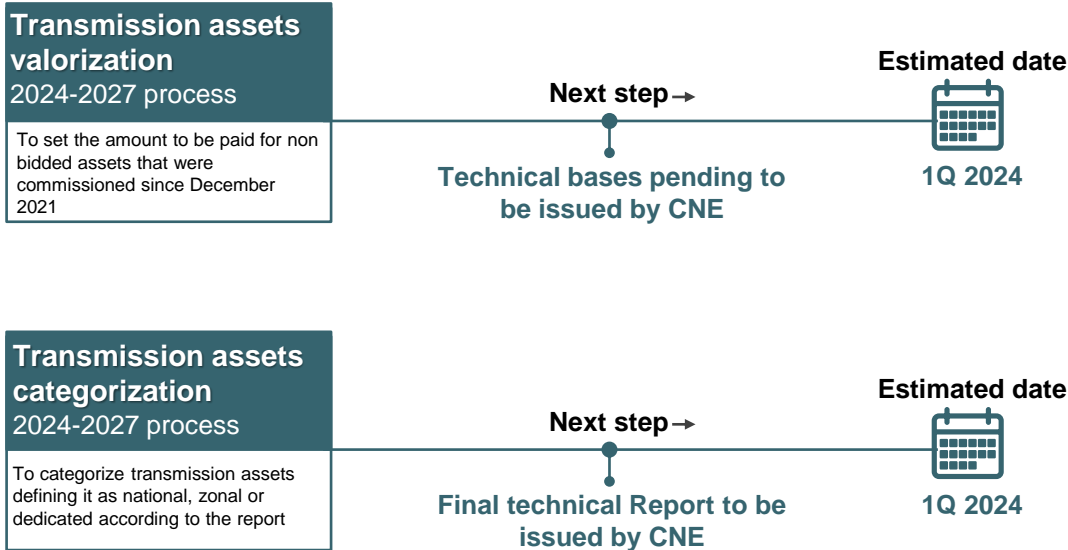 Transmission assets
valorization
2024-2027 process
To set the amount to be paid for non
bidded assets that were
commissioned since December
2021
Next step
Technical bases pending to
be issued by CNE
Estimated date
1Q 2024
Transmission assets
categorization
2024-2027 process
To categorize transmission assets
defining it as national, zonal or
dedicated according to the report
Next step
Final technical Report to be
issued by CNE
Estimated date
1Q 2024